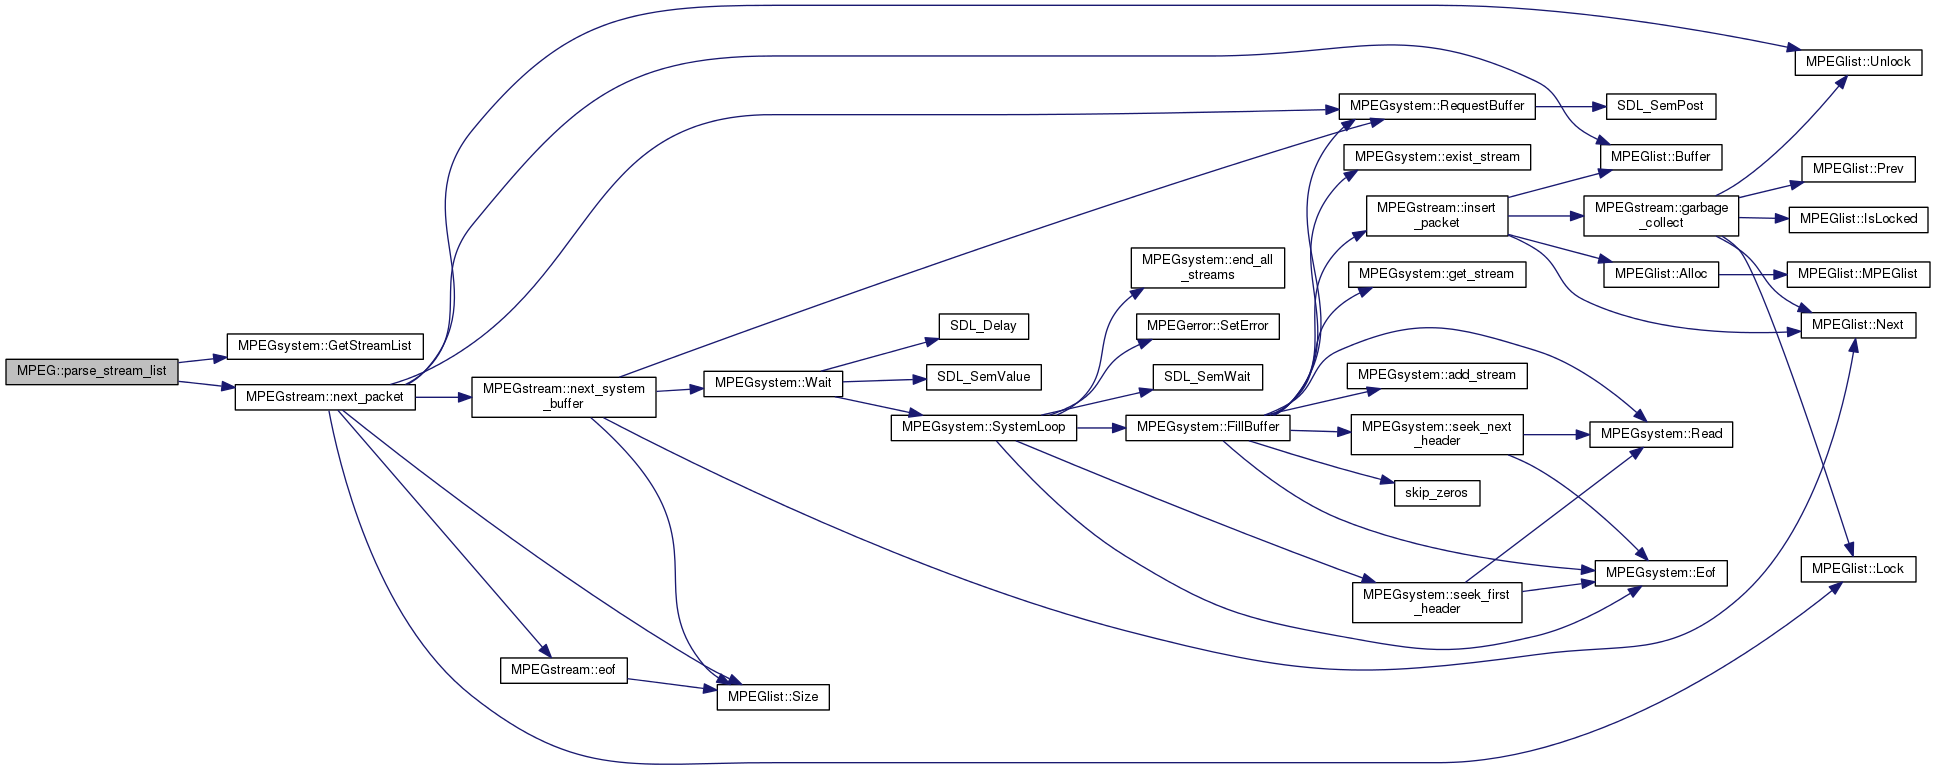 MPEG::parse_stream_list
MPEGsystem::GetStreamList
MPEGstream::next_packet
MPEGstream::next_system
_buffer
MPEGstream::eof
MPEGlist::Size
MPEGsystem::Wait
SDL_Delay
SDL_SemValue
MPEGsystem::SystemLoop
MPEGsystem::end_all
_streams
MPEGerror::SetError
SDL_SemWait
MPEGsystem::FillBuffer
MPEGsystem::RequestBuffer
MPEGsystem::exist_stream
MPEGstream::insert
_packet
MPEGsystem::get_stream
MPEGsystem::add_stream
MPEGsystem::seek_next
_header
skip_zeros
MPEGsystem::seek_first
_header
SDL_SemPost
MPEGlist::Buffer
MPEGstream::garbage
_collect
MPEGlist::Alloc
MPEGsystem::Read
MPEGsystem::Eof
MPEGlist::Unlock
MPEGlist::Prev
MPEGlist::IsLocked
MPEGlist::MPEGlist
MPEGlist::Next
MPEGlist::Lock